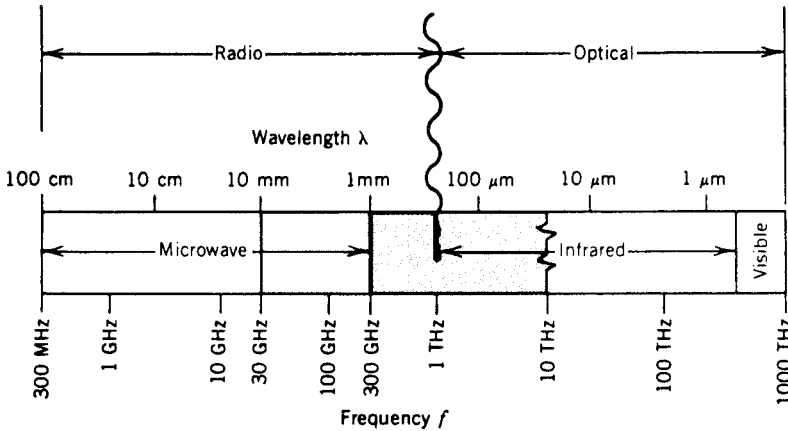 Radio Optical
Wavelength λ
100 cm 10 cm 10 mm 1mm 100 μm 10 μm 1 μm
Microwave Infrared Visible
300 MHz 1 GHz 10 GHz 30 GHz 100 GHz 300 GHz 1 THz 10 THz 100 THz 1000 THz
Frequency f